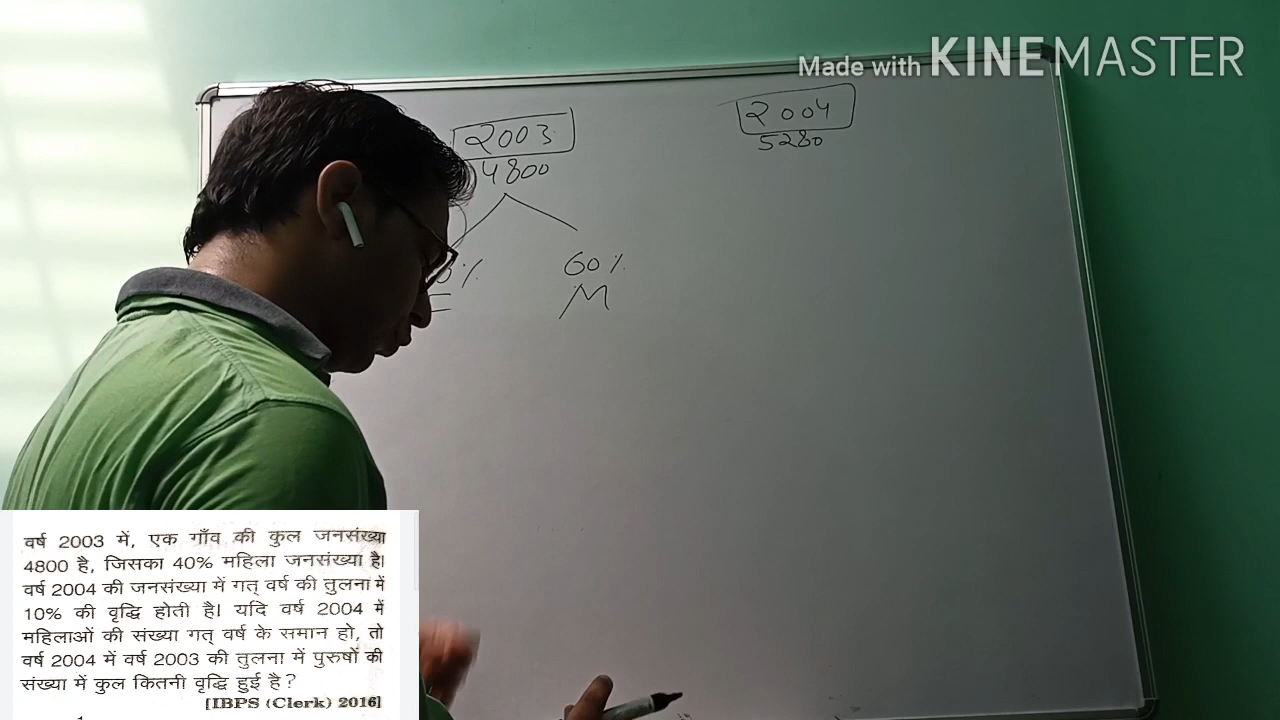 Made with KINEMASTER
2003
4800
60%
M
2004
5280
वर्ष 2003 में, एक गाँव की कुल जनसंख्या
4800 है, जिसका 40% महिला जनसंख्या है।
वर्ष 2004 की जनसंख्या में गत् वर्ष की तुलना में
10% की वृद्धि होती है। यदि वर्ष 2004 में
महिलाओं की संख्या गत् वर्ष के समान हो, तो
वर्ष 2004 में वर्ष 2003 की तुलना में पुरुषों की
संख्या में कुल कितनी वृद्धि हुई है?
[IBPS (Clerk) 2016]